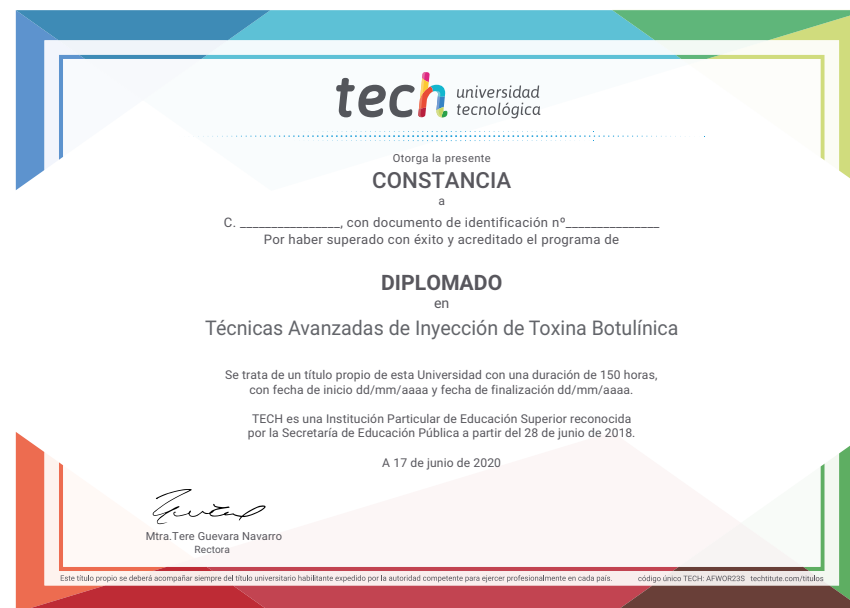 tech universidad
tecnológica
Otorga la presente
CONSTANCIA
a
C. ________________, con documento de identificación nº_______________
Por haber superado con éxito y acreditado el programa de
DIPLOMADO
en
Técnicas Avanzadas de Inyección de Toxina Botulínica
Se trata de un título propio de esta Universidad con una duración de 150 horas,
con fecha de inicio dd/mm/aaaa y fecha de finalización dd/mm/aaaa.
TECH es una Institución Particular de Educación Superior reconocida
por la Secretaría de Educación Pública a partir del 28 de junio de 2018.
A 17 de junio de 2020
Mtra.Tere Guevara Navarro
Rectora
Este título propio se deberá acompañar siempre del título universitario habilitante expedido por la autoridad competente para ejercer profesionalmente en cada país. código único TECH: AFWOR23S techtitute.com/titulos